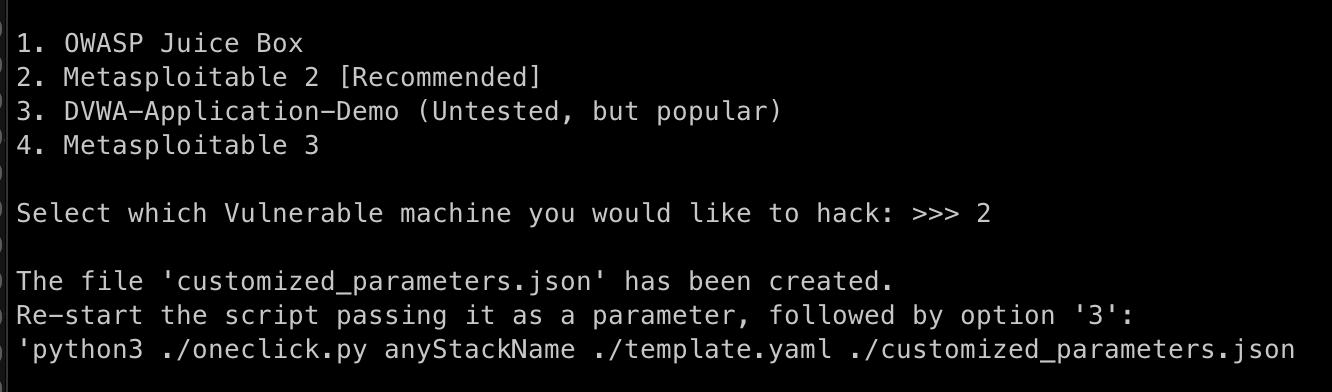 1. OWASP Juice Box
2. Metasploitable 2 [Recommended]
3. DVWA-Application-Demo (Untested, but popular)
4. Metasploitable 3
Select which Vulnerable machine you would like to hack: >>> 2
The file 'customized_parameters.json' has been created.
Re-start the script passing it as a parameter, followed by option '3':
'python3 ./oneclick.py anyStackName ./template.yaml ./customized_parameters.json